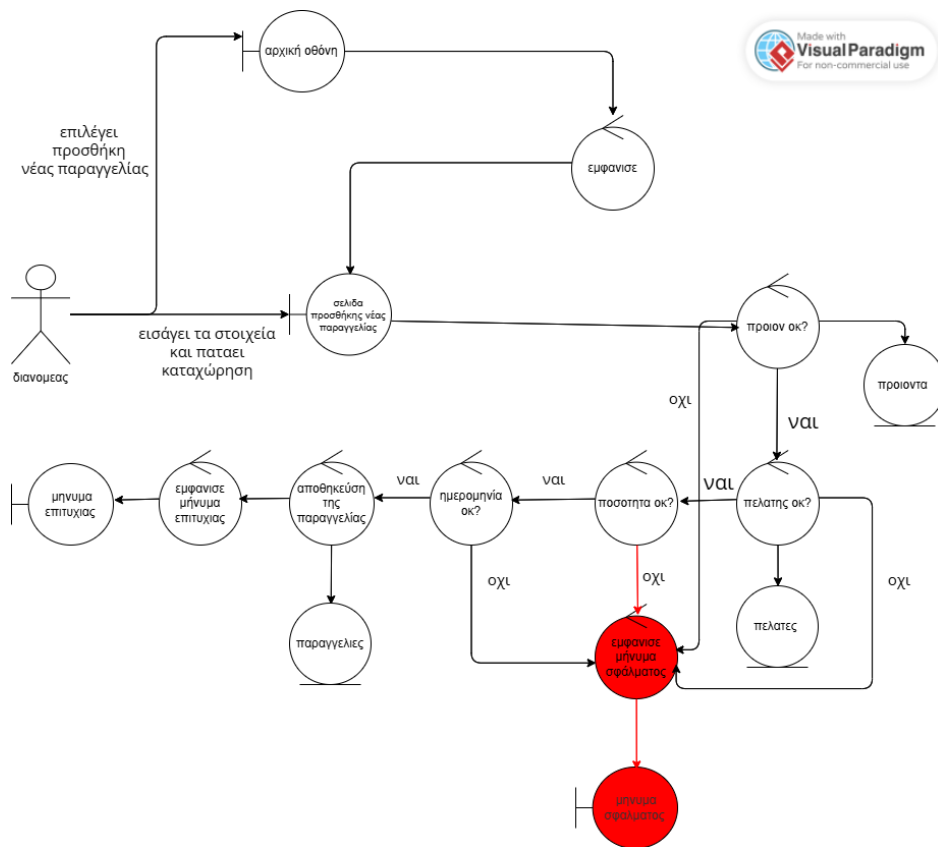 Made with
Visual Paradigm
For non-commercial use
αρχική οθόνη
επιλέγει
προσθήκη
νέας παραγγελίας
εμφανισε
σελιδα
προσθήκης νέας
παραγγελίας
εισάγει τα στοιχεία
και παταει
καταχώρηση
διανομεας
προιον οκ?
προιοντα
οχι
ναι
μηνυμα
επιτυχιας
εμφανισε
μήνυμα
επιτυχιας
αποθηκεύση
της
παραγγελίας
ναι
ημερομηνία
οκ?
ναι
ποσοτητα οκ?
ναι
πελατης οκ?
οχι
οχι
οχι
παραγγελιες
εμφανισε
μήνυμα
σφάλματος
πελατες
μηνυμα
σφαλματος